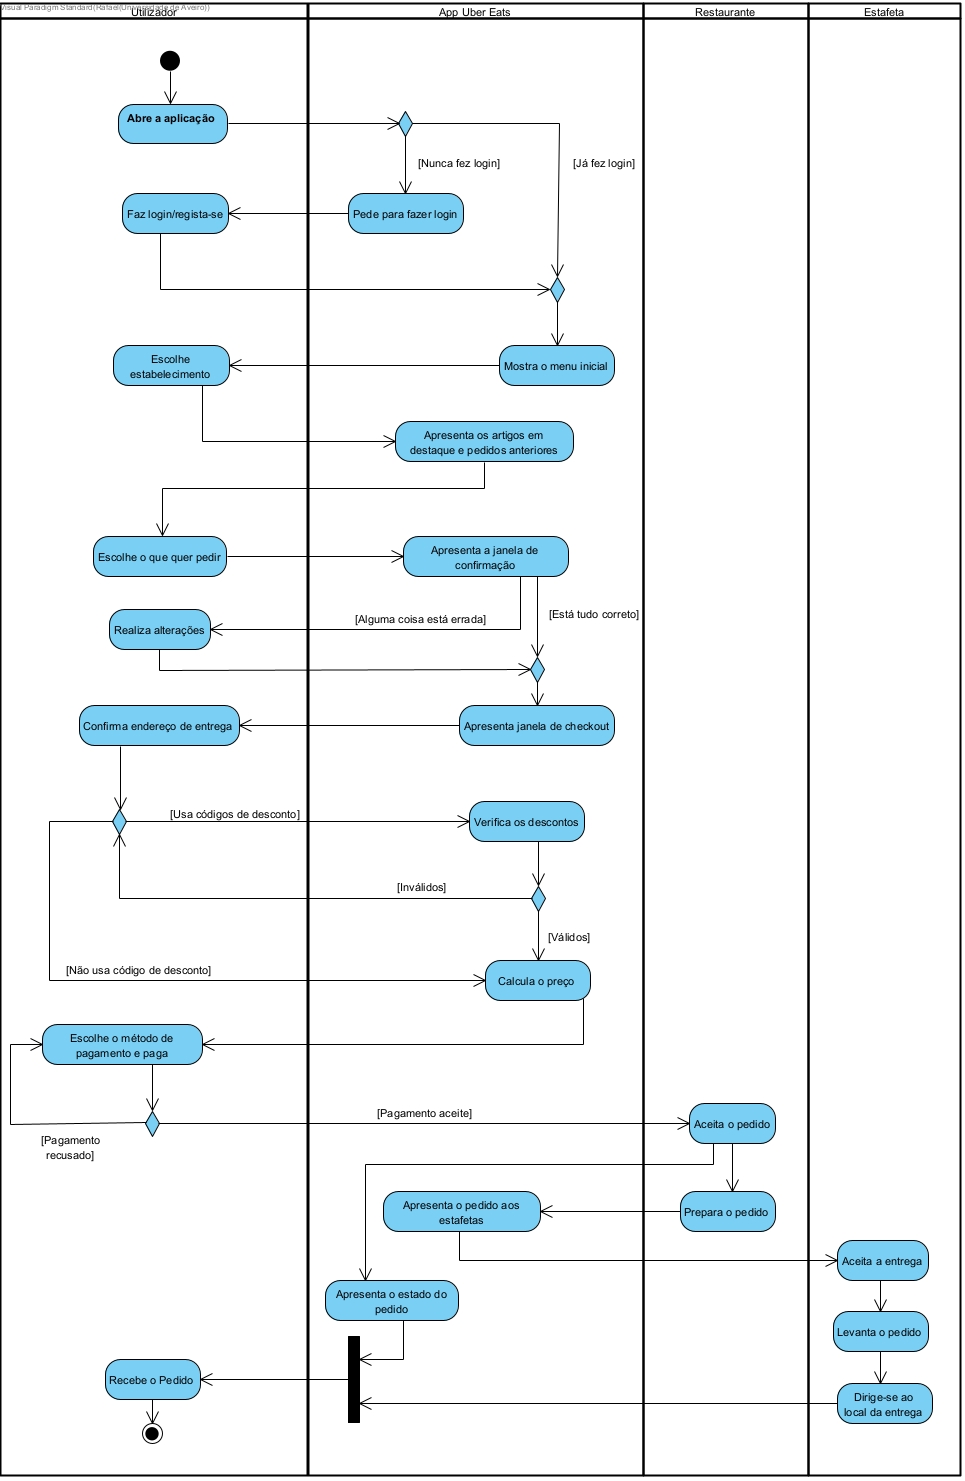 Visual Paradigm Standard(Rafael(Universidade de Aveiro))
Utilizador
App Uber Eats
Restaurante
Estafeta
Abre a aplicação
[Nunca fez login]
[Já fez login]
Faz login/regista-se
Pede para fazer login
Escolhe
estabelecimento
Mostra o menu inicial
Apresenta os artigos em
destaque e pedidos anteriores
Escolhe o que quer pedir
Apresenta a janela de
confirmação
[Alguma coisa está errada]
[Está tudo correto]
Realiza alterações
Confirma endereço de entrega
Apresenta janela de checkout
[Usa códigos de desconto]
Verifica os descontos
[Inválidos]
[Válidos]
[Não usa código de desconto]
Calcula o preço
Escolhe o método de
pagamento e paga
[Pagamento aceite]
Aceita o pedido
[Pagamento
recusado]
Apresenta o pedido aos
estafetas
Prepara o pedido
Aceita a entrega
Apresenta o estado do
pedido
Levanta o pedido
Recebe o Pedido
Dirige-se ao
local da entrega